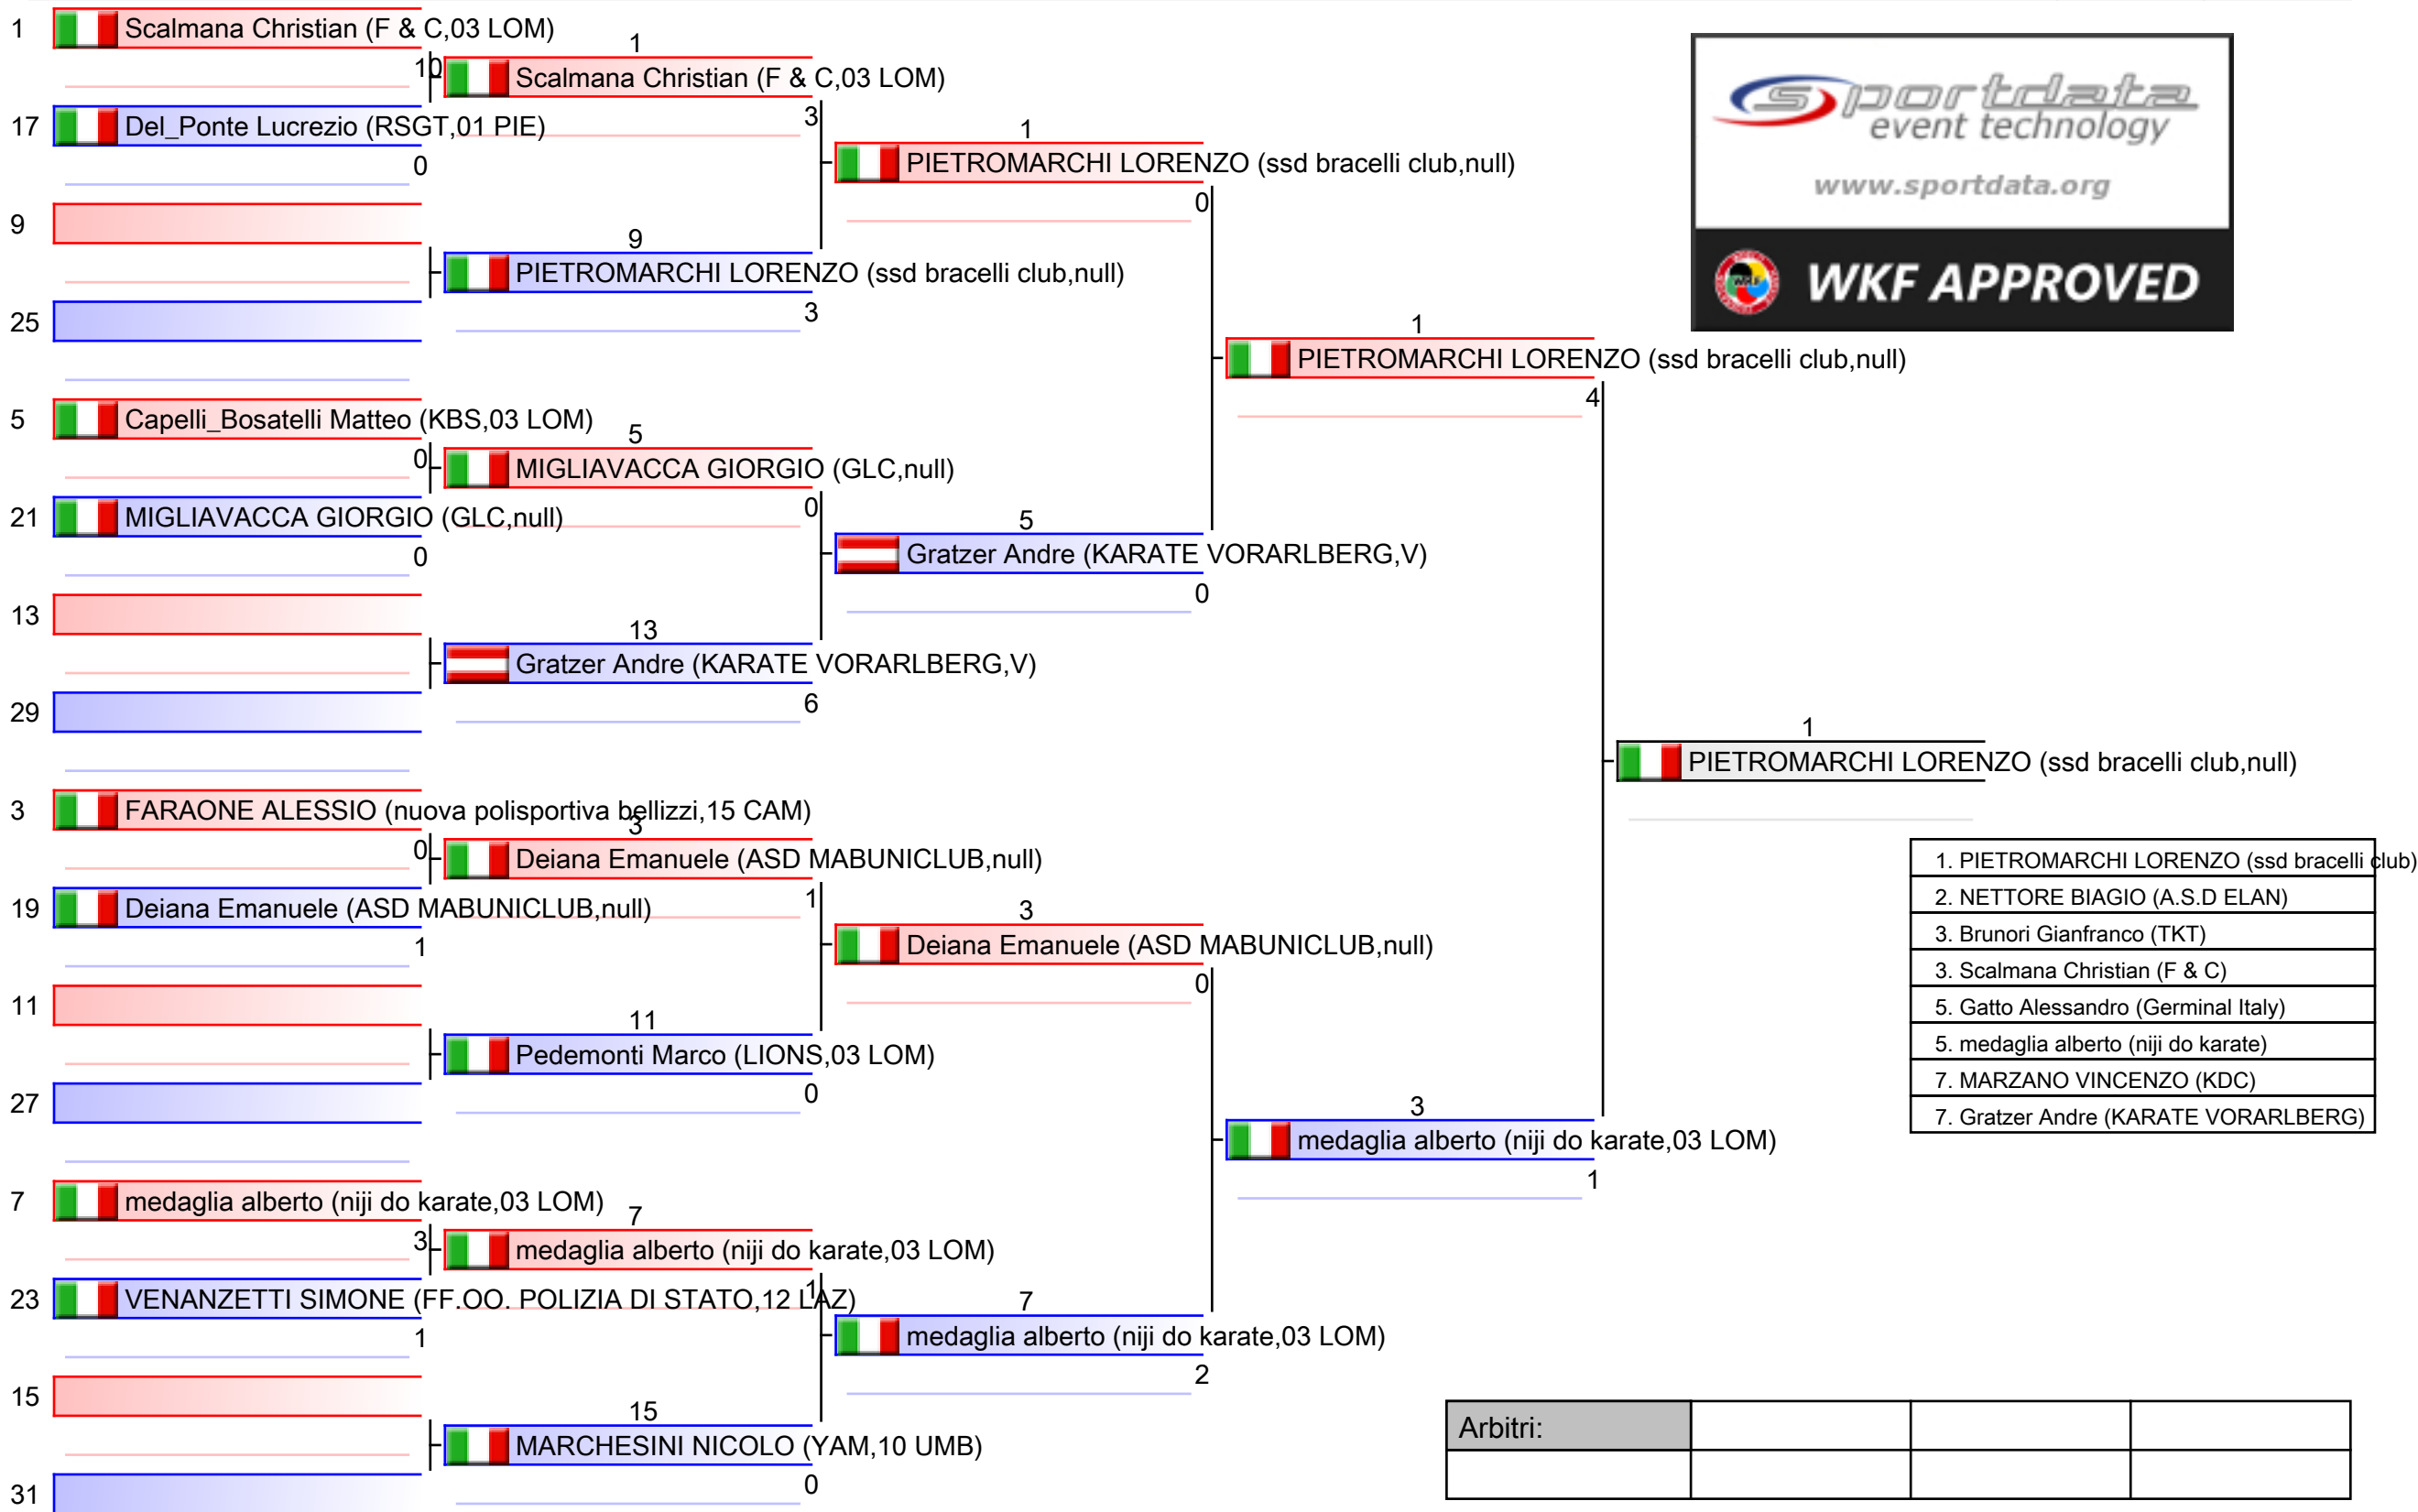 1 Scalmana Christian (F & C,03 LOM)
10
1
Scalmana Christian (F & C,03 LOM)
3
17 Del_Ponte Lucrezio (RSGT,01 PIE)
0
1
PIETROMARCHI LORENZO (ssd bracelli club,null)
0
9
9
PIETROMARCHI LORENZO (ssd bracelli club,null)
3
25
1
PIETROMARCHI LORENZO (ssd bracelli club,null)
4
5 Capelli_Bosatelli Matteo (KBS,03 LOM)
0
5
MIGLIAVACCA GIORGIO (GLC,null)
0
21 MIGLIAVACCA GIORGIO (GLC,null)
0
5
Gratzer Andre (KARATE VORARLBERG,V)
0
13
13
Gratzer Andre (KARATE VORARLBERG,V)
6
29
1
PIETROMARCHI LORENZO (ssd bracelli club,null)
3 FARAONE ALESSIO (nuova polisportiva bellizzi,15 CAM)
0
3
Deiana Emanuele (ASD MABUNICLUB,null)
1
19 Deiana Emanuele (ASD MABUNICLUB,null)
1
3
Deiana Emanuele (ASD MABUNICLUB,null)
0
11
11
Pedemonti Marco (LIONS,03 LOM)
0
27
3
medaglia alberto (niji do karate,03 LOM)
1
7 medaglia alberto (niji do karate,03 LOM)
3
7
medaglia alberto (niji do karate,03 LOM)
1
23 VENANZETTI SIMONE (FF.OO. POLIZIA DI STATO,12 LAZ)
1
7
medaglia alberto (niji do karate,03 LOM)
2
15
15
MARCHESINI NICOLO (YAM,10 UMB)
0
31
sportdata
event technology
www.sportdata.org
WKF APPROVED
1. PIETROMARCHI LORENZO (ssd bracelli club)
2. NETTORE BIAGIO (A.S.D ELAN)
3. Brunori Gianfranco (TKT)
3. Scalmana Christian (F & C)
5. Gatto Alessandro (Germinal Italy)
5. medaglia alberto (niji do karate)
7. MARZANO VINCENZO (KDC)
7. Gratzer Andre (KARATE VORARLBERG)
Arbitri: